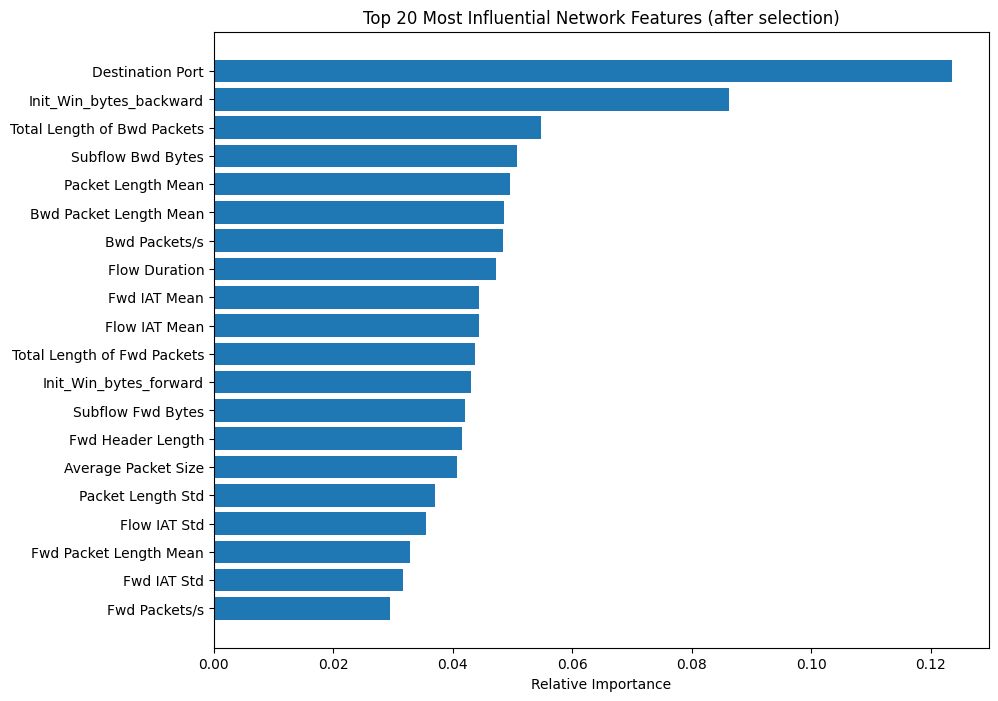 Top 20 Most Influential Network Features (after selection)
Destination Port
Init_Win_bytes_backward
Total Length of Bwd Packets
Subflow Bwd Bytes
Packet Length Mean
Bwd Packet Length Mean
Bwd Packets/s
Flow Duration
Fwd IAT Mean
Flow IAT Mean
Total Length of Fwd Packets
Init_Win_bytes_forward
Subflow Fwd Bytes
Fwd Header Length
Average Packet Size
Packet Length Std
Flow IAT Std
Fwd Packet Length Mean
Fwd IAT Std
Fwd Packets/s
0.00 0.02 0.04 0.06 0.08 0.10 0.12
Relative Importance